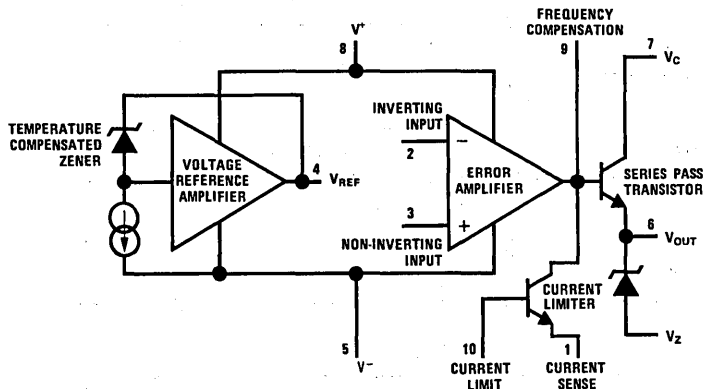 FREQUENCY
COMPENSATION
V+
8
9
7
VC
INVERTING
INPUT
2
TEMPERATURE
COMPENSATED
ZENER
VOLTAGE
REFERENCE
AMPLIFIER
4
VREF
−
ERROR
AMPLIFIER
SERIES PASS
TRANSISTOR
3
+
NON-INVERTING
INPUT
6
VOUT
CURRENT
LIMITER
5
V−
10
CURRENT
LIMIT
1
CURRENT
SENSE
VZ